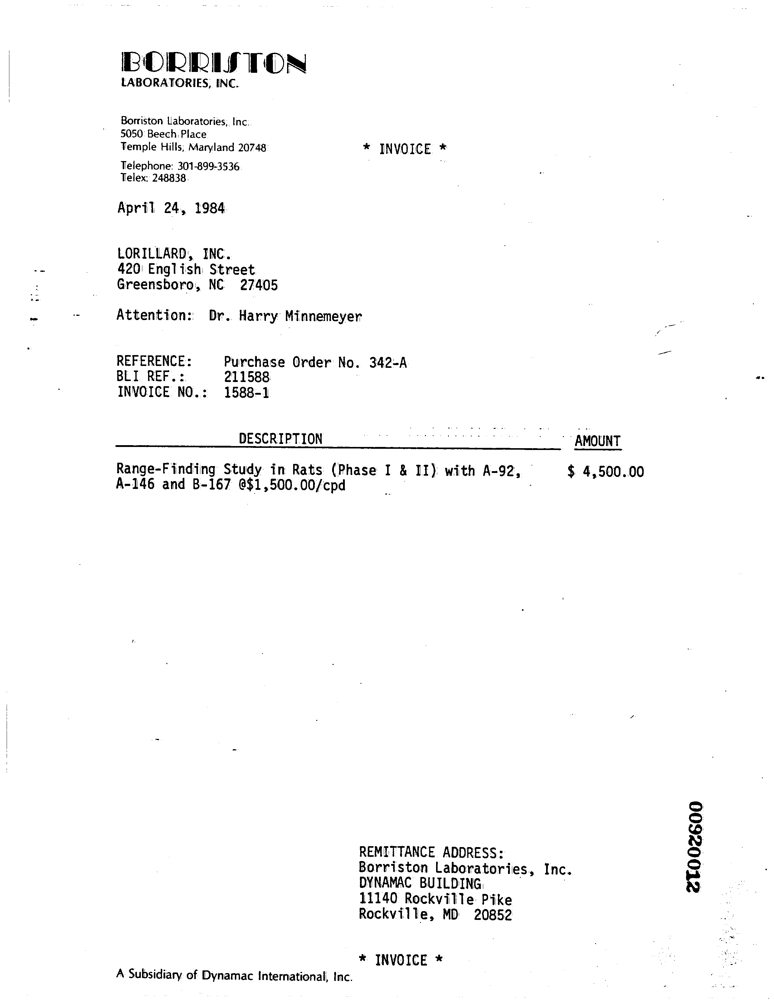 BORRISTON
LABORATORIES, INC.
Borriston Laboratories, Inc.
5050 Beech Place
Temple Hills, Maryland 20748
* INVOICE *
Telephone: 301-899-3536
Telex: 248838
April 24, 1984
LORILLARD, INC.
420 English Street
Greensboro, NC 27405
Attention: Dr. Harry Minnemeyer
REFERENCE: Purchase Order No. 342-A
BLI REF.: 211588
INVOICE NO.: 1588-1
DESCRIPTION AMOUNT
Range-Finding Study in Rats (Phase I & II) with A-92, $ 4,500.00
A-146 and B-167 @$1,500.00/cpd
00920012
REMITTANCE ADDRESS:
Borriston Laboratories, Inc.
DYNAMAC BUILDING
11140 Rockville Pike
Rockville, MD 20852
* INVOICE *
A Subsidiary of Dynamac International, Inc.